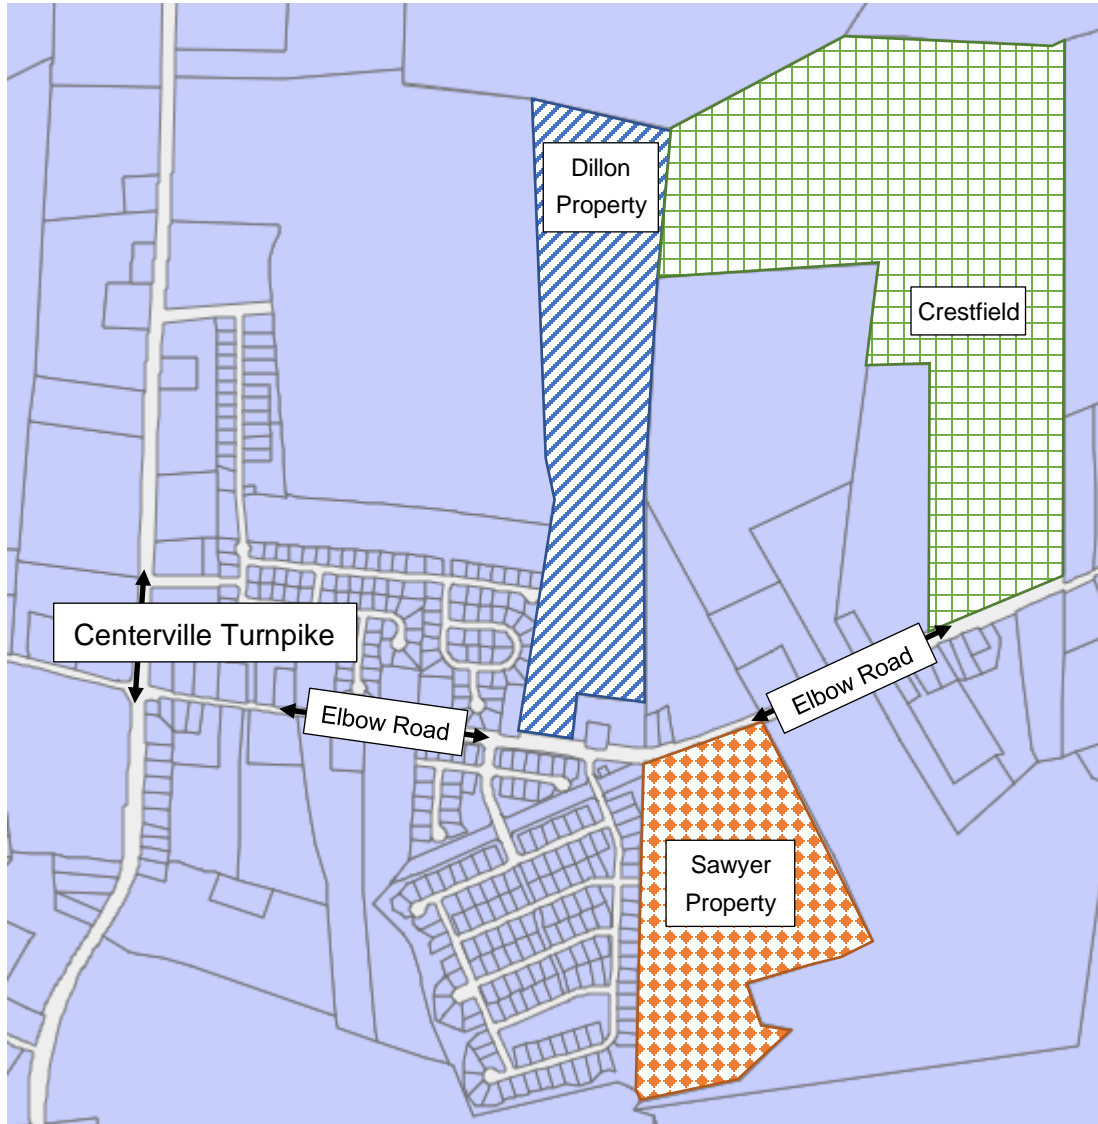 Dillon
Property
Crestfield
Centerville Turnpike
Elbow Road
Elbow Road
Sawyer
Property